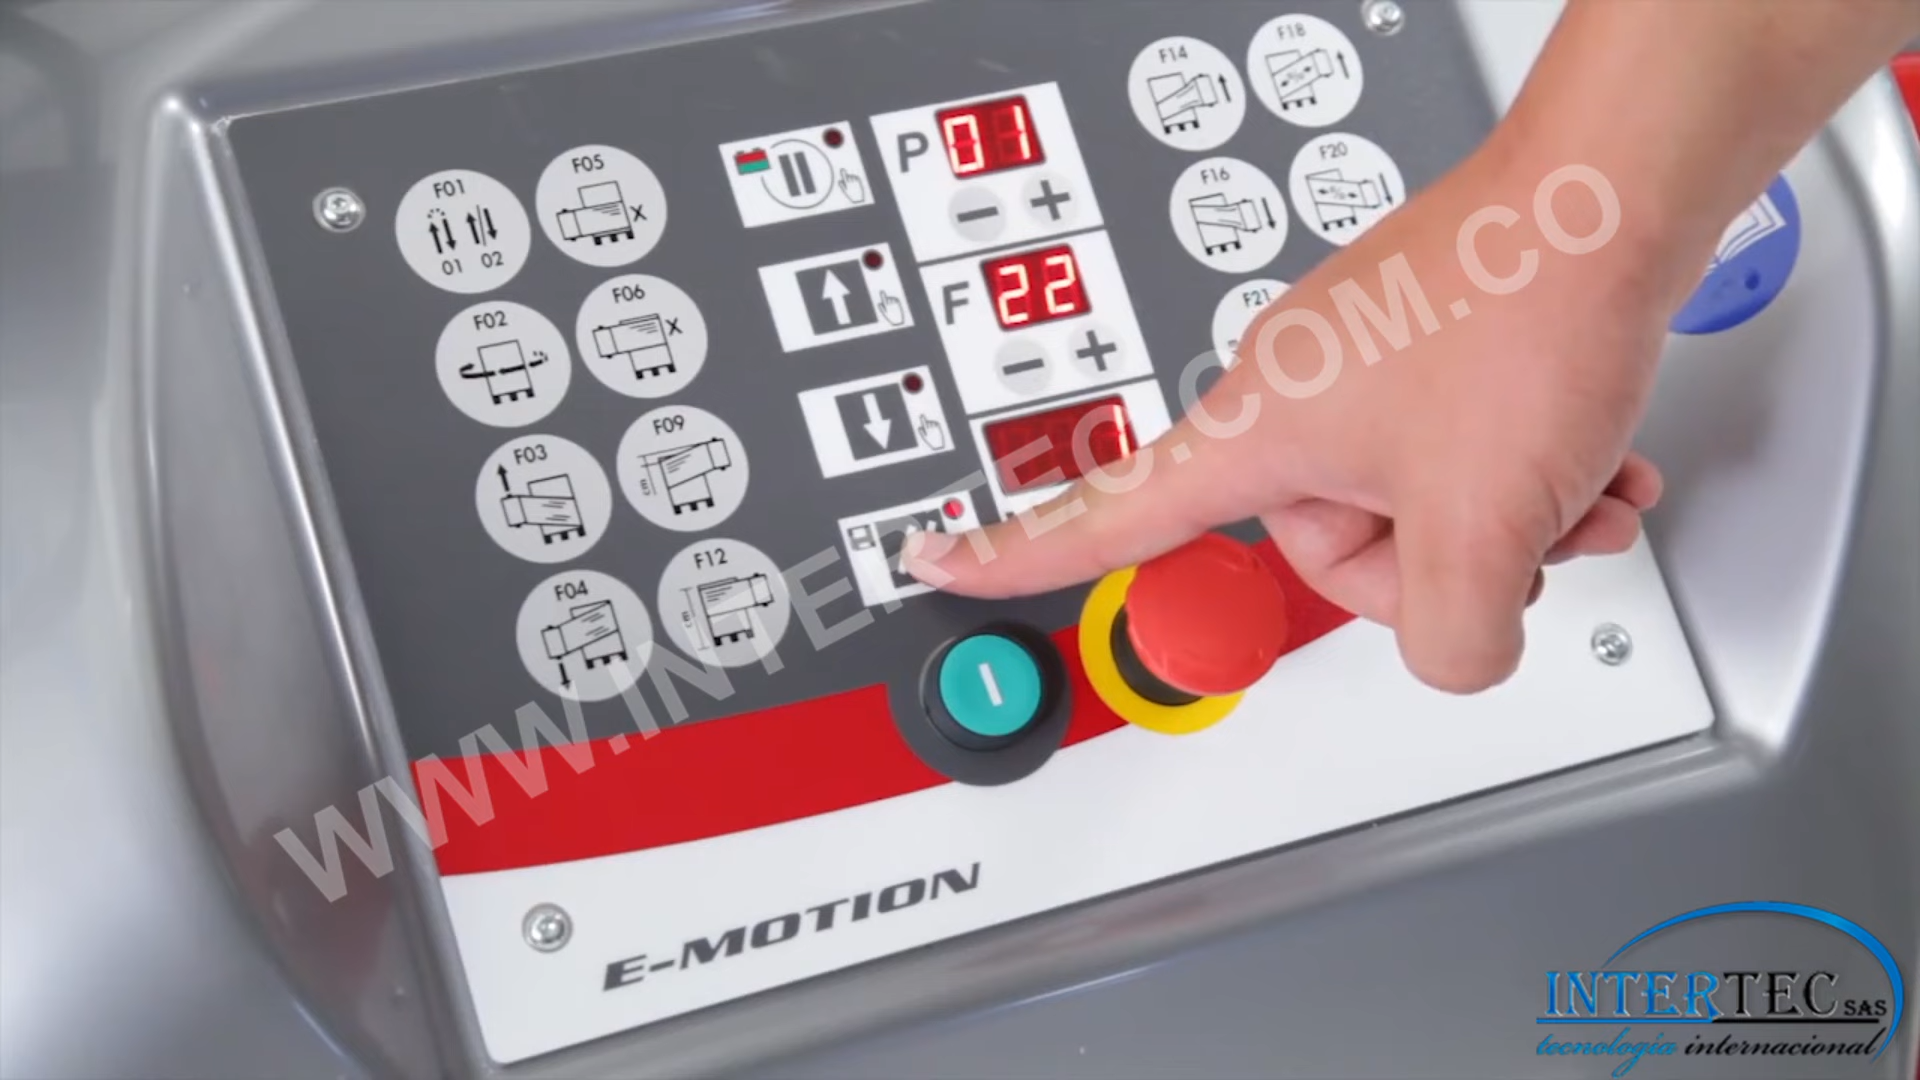 F01
01 02
F05
F02
F06
F03
F09
F04
F12
P 01
− +
F 22
− +
1
F14
F18
F16
F20
F21
I
E-MOTION
WWW.INTERTEC.COM.CO
INTERTEC SAS
tecnologia internacional